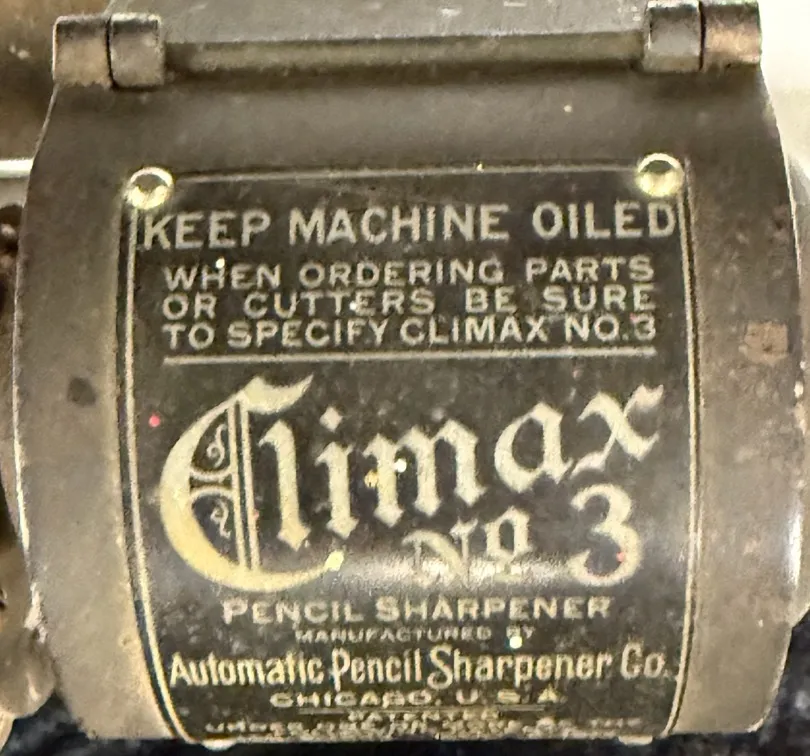 KEEP MACHINE OILED
WHEN ORDERING PARTS
OR CUTTERS BE SURE
TO SPECIFY CLIMAX NO.3
Climax
No 3
PENCIL SHARPENER
MANUFACTURED BY
Automatic Pencil Sharpener Co.
CHICAGO, U.S.A.
PATENTED